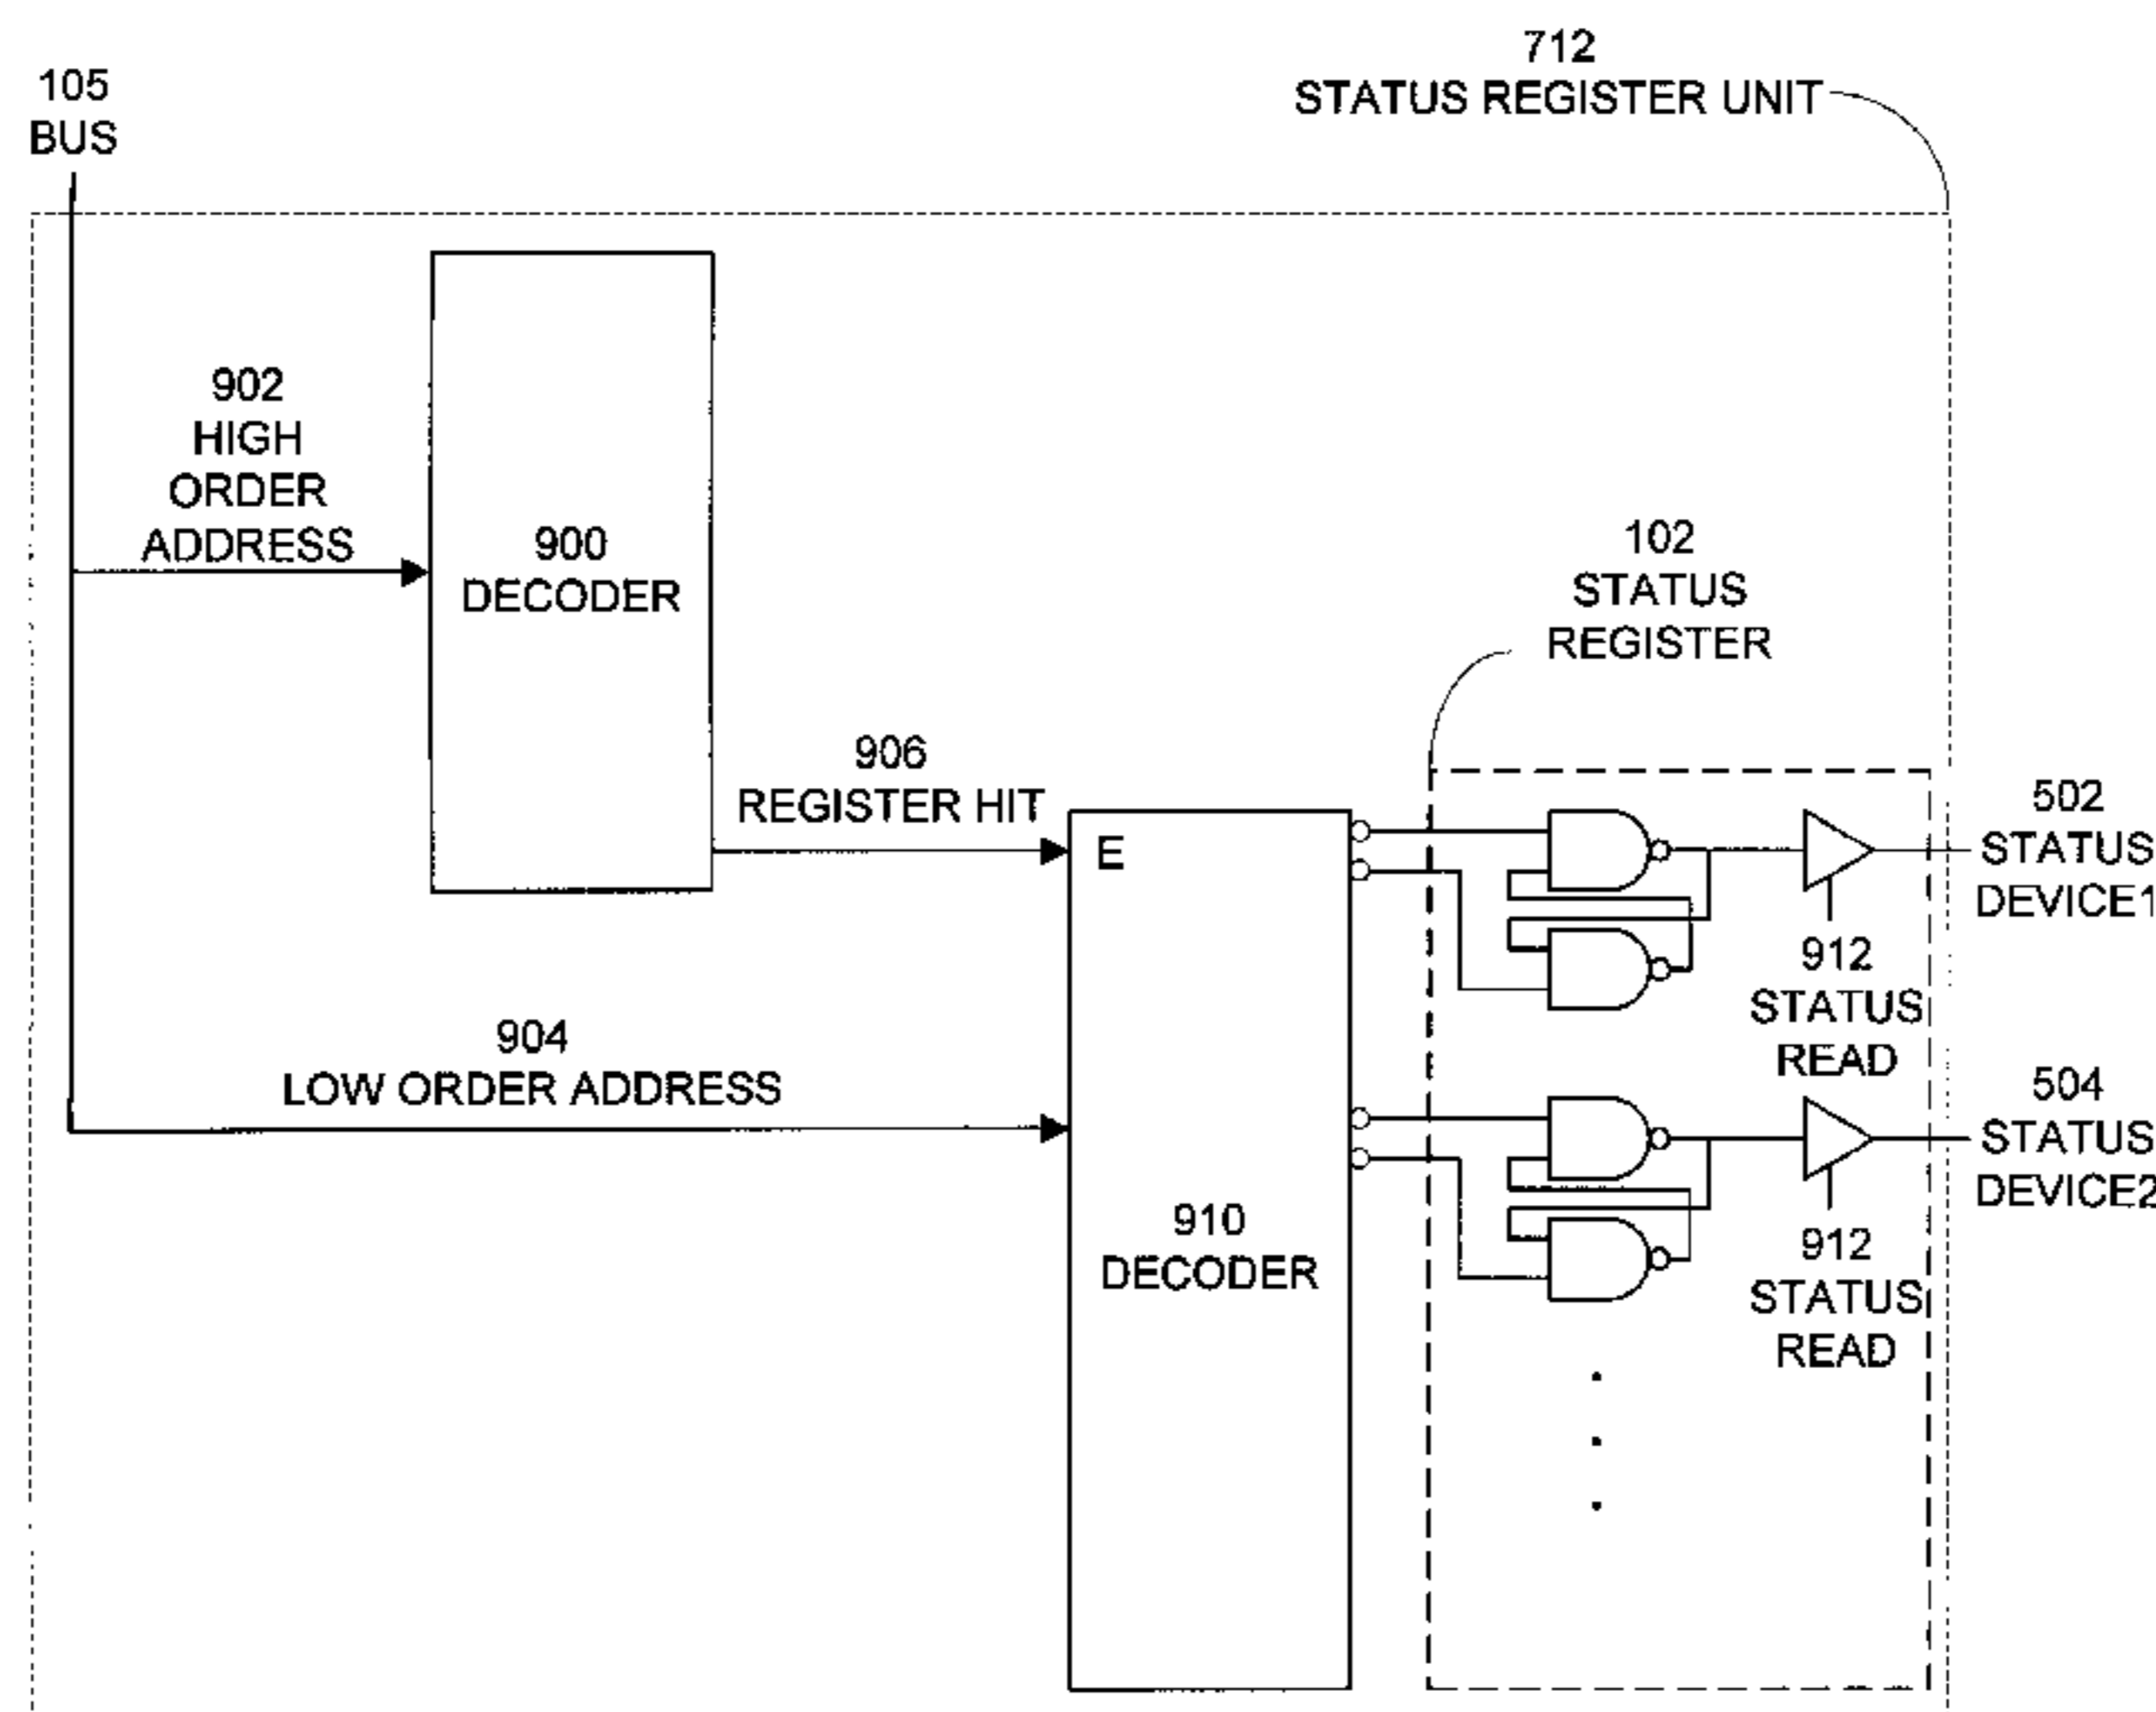 712
STATUS REGISTER UNIT
105
BUS
902
HIGH
ORDER
ADDRESS
900
DECODER
102
STATUS
REGISTER
906
REGISTER HIT
E
502
STATUS
DEVICE1
912
STATUS
READ
904
LOW ORDER ADDRESS
504
STATUS
DEVICE2
910
DECODER
912
STATUS
READ